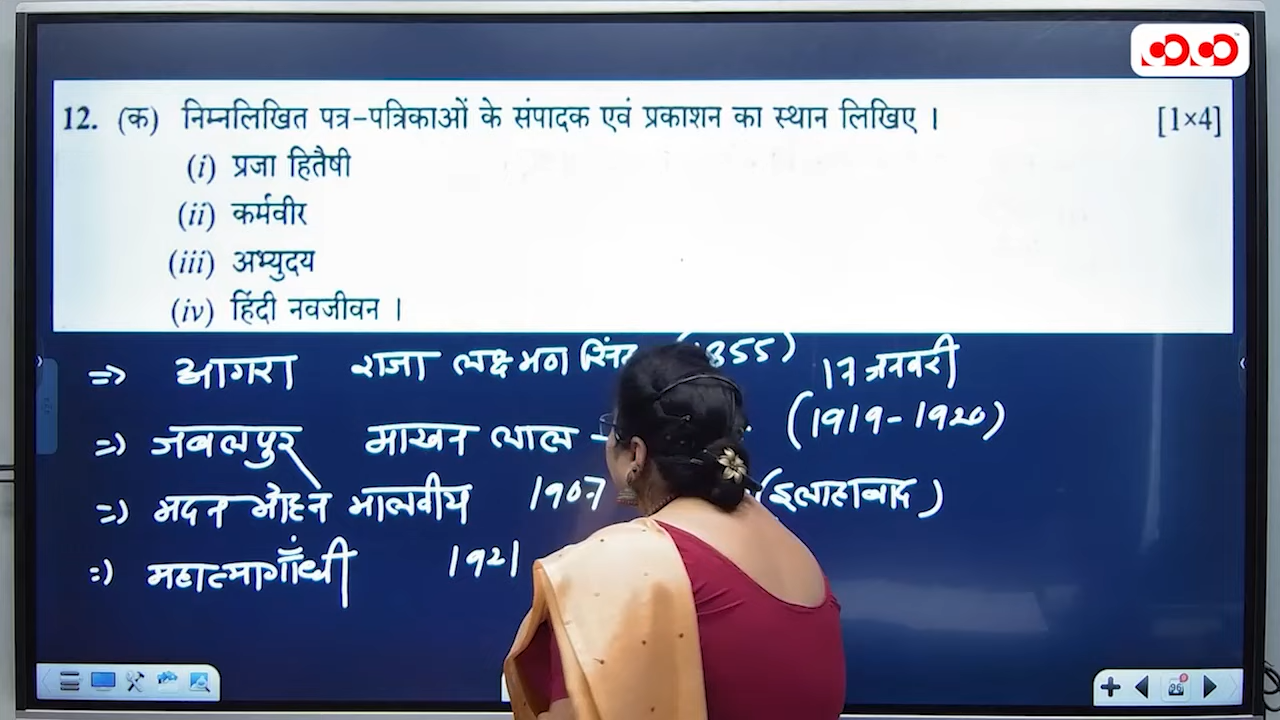 12. (क) निम्नलिखित पत्र-पत्रिकाओं के संपादक एवं प्रकाशन का स्थान लिखिए । [1×4]
(i) प्रजा हितैषी
(ii) कर्मवीर
(iii) अभ्युदय
(iv) हिंदी नवजीवन ।
=> आगरा राजा लक्ष्मण 1855) 17 जनवरी
=> जबलपुर माखन लाल - (1919-1920)
=> मदन मोहन मालवीय 1907 (इलाहाबाद)
=> महात्मा गाँधी 1921